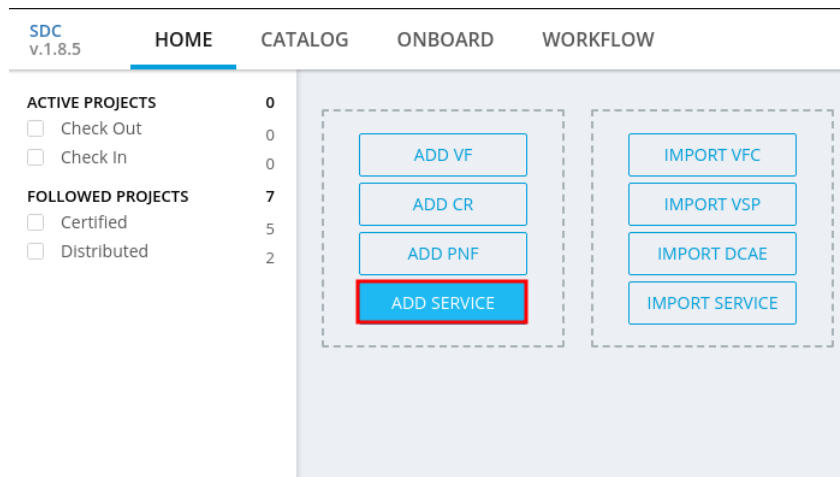 SDC
v.1.8.5
HOME
CATALOG
ONBOARD
WORKFLOW
ACTIVE PROJECTS 0
Check Out 0
Check In 0
FOLLOWED PROJECTS 7
Certified 5
Distributed 2
ADD VF
ADD CR
ADD PNF
ADD SERVICE
IMPORT VFC
IMPORT VSP
IMPORT DCAE
IMPORT SERVICE